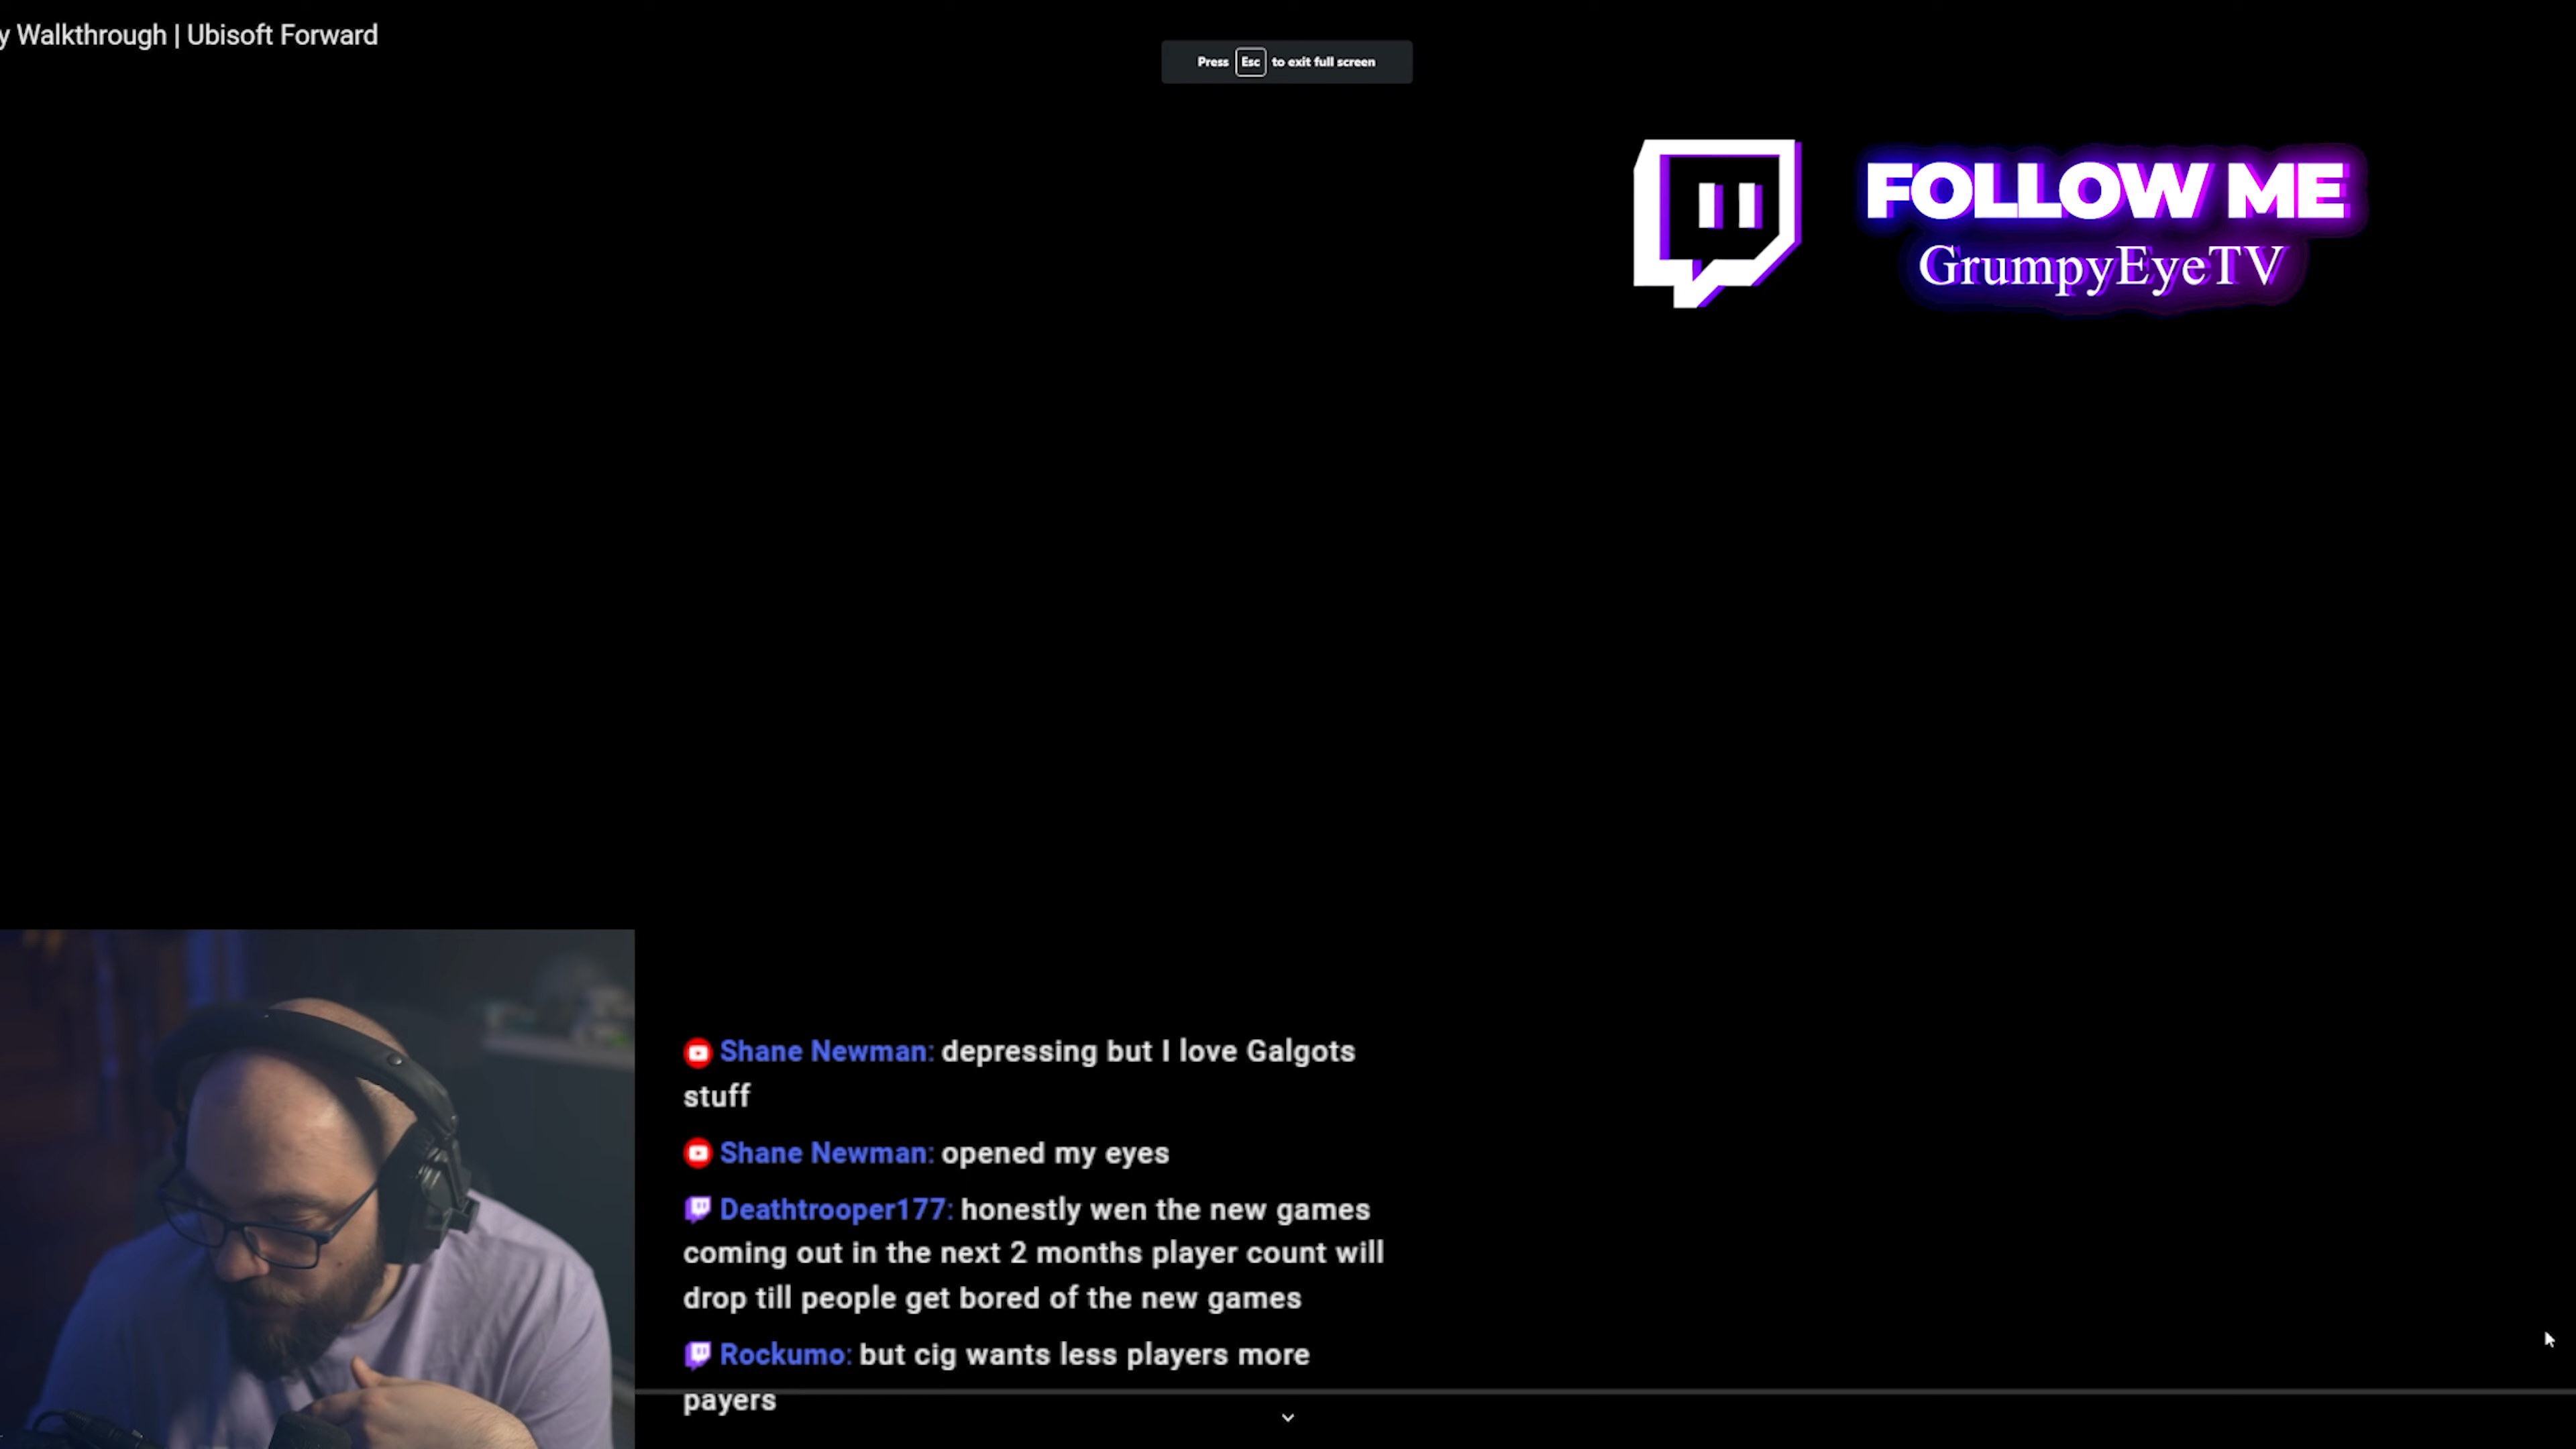 y Walkthrough | Ubisoft Forward
Press Esc to exit full screen
FOLLOW ME
GrumpyEyeTV
Shane Newman: depressing but I love Galgots
stuff
Shane Newman: opened my eyes
Deathtrooper177: honestly wen the new games
coming out in the next 2 months player count will
drop till people get bored of the new games
Rockumo: but cig wants less players more
payers